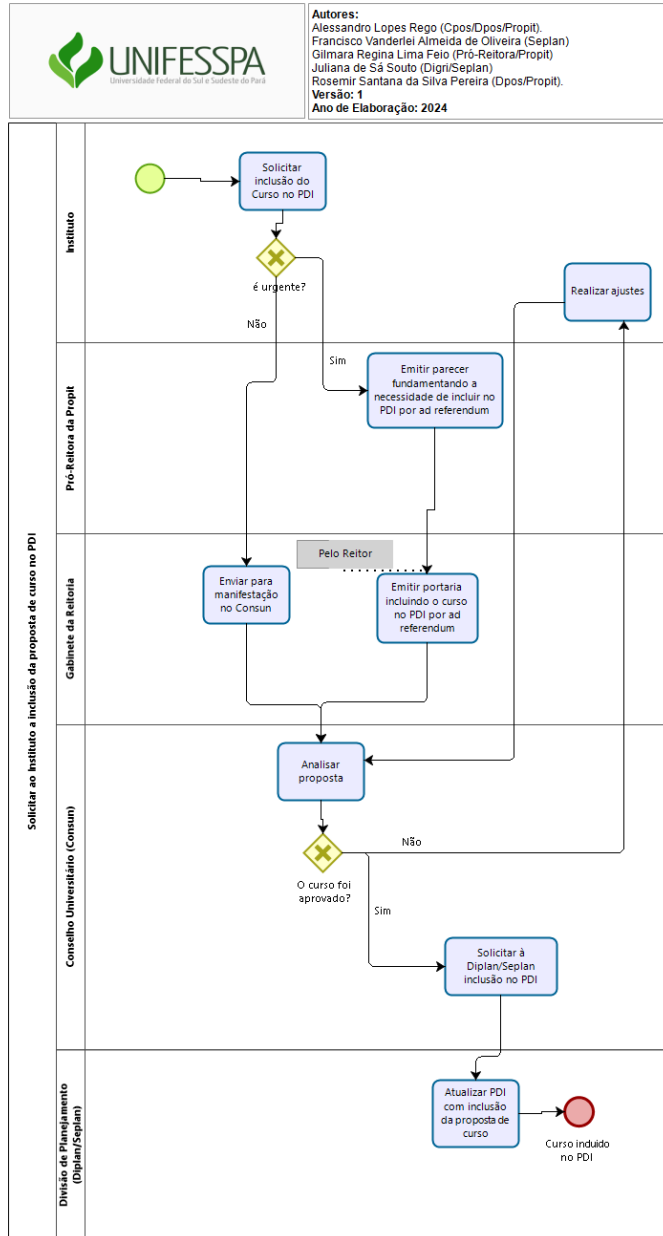 UNIFESSPA
Universidade Federal do Sul e Sudeste do Pará
Autores:
Alessandro Lopes Rego (Cpos/Dpos/Propit).
Francisco Vanderlei Almeida de Oliveira (Seplan)
Gilmara Regina Lima Feio (Pró-Reitora/Propit)
Juliana de Sá Souto (Digri/Seplan)
Rosemir Santana da Silva Pereira (Dpos/Propit).
Versão: 1
Ano de Elaboração: 2024
Solicitar ao Instituto a inclusão da proposta de curso no PDI
Instituto
Solicitar
inclusão do
Curso no PDI
é urgente?
Não
Sim
Realizar ajustes
Pró-Reitora da Propit
Emitir parecer
fundamentando a
necessidade de incluir no
PDI por ad referendum
Gabinete da Reitoria
Pelo Reitor
Enviar para
manifestação
no Consun
Emitir portaria
incluindo o curso
no PDI por ad
referendum
Conselho Universitário (Consun)
Analisar
proposta
O curso foi
aprovado?
Não
Sim
Solicitar à
Diplan/Seplan
inclusão no PDI
Divisão de Planejamento
(Diplan/Seplan)
Atualizar PDI
com inclusão
da proposta de
curso
Curso induido
no PDI